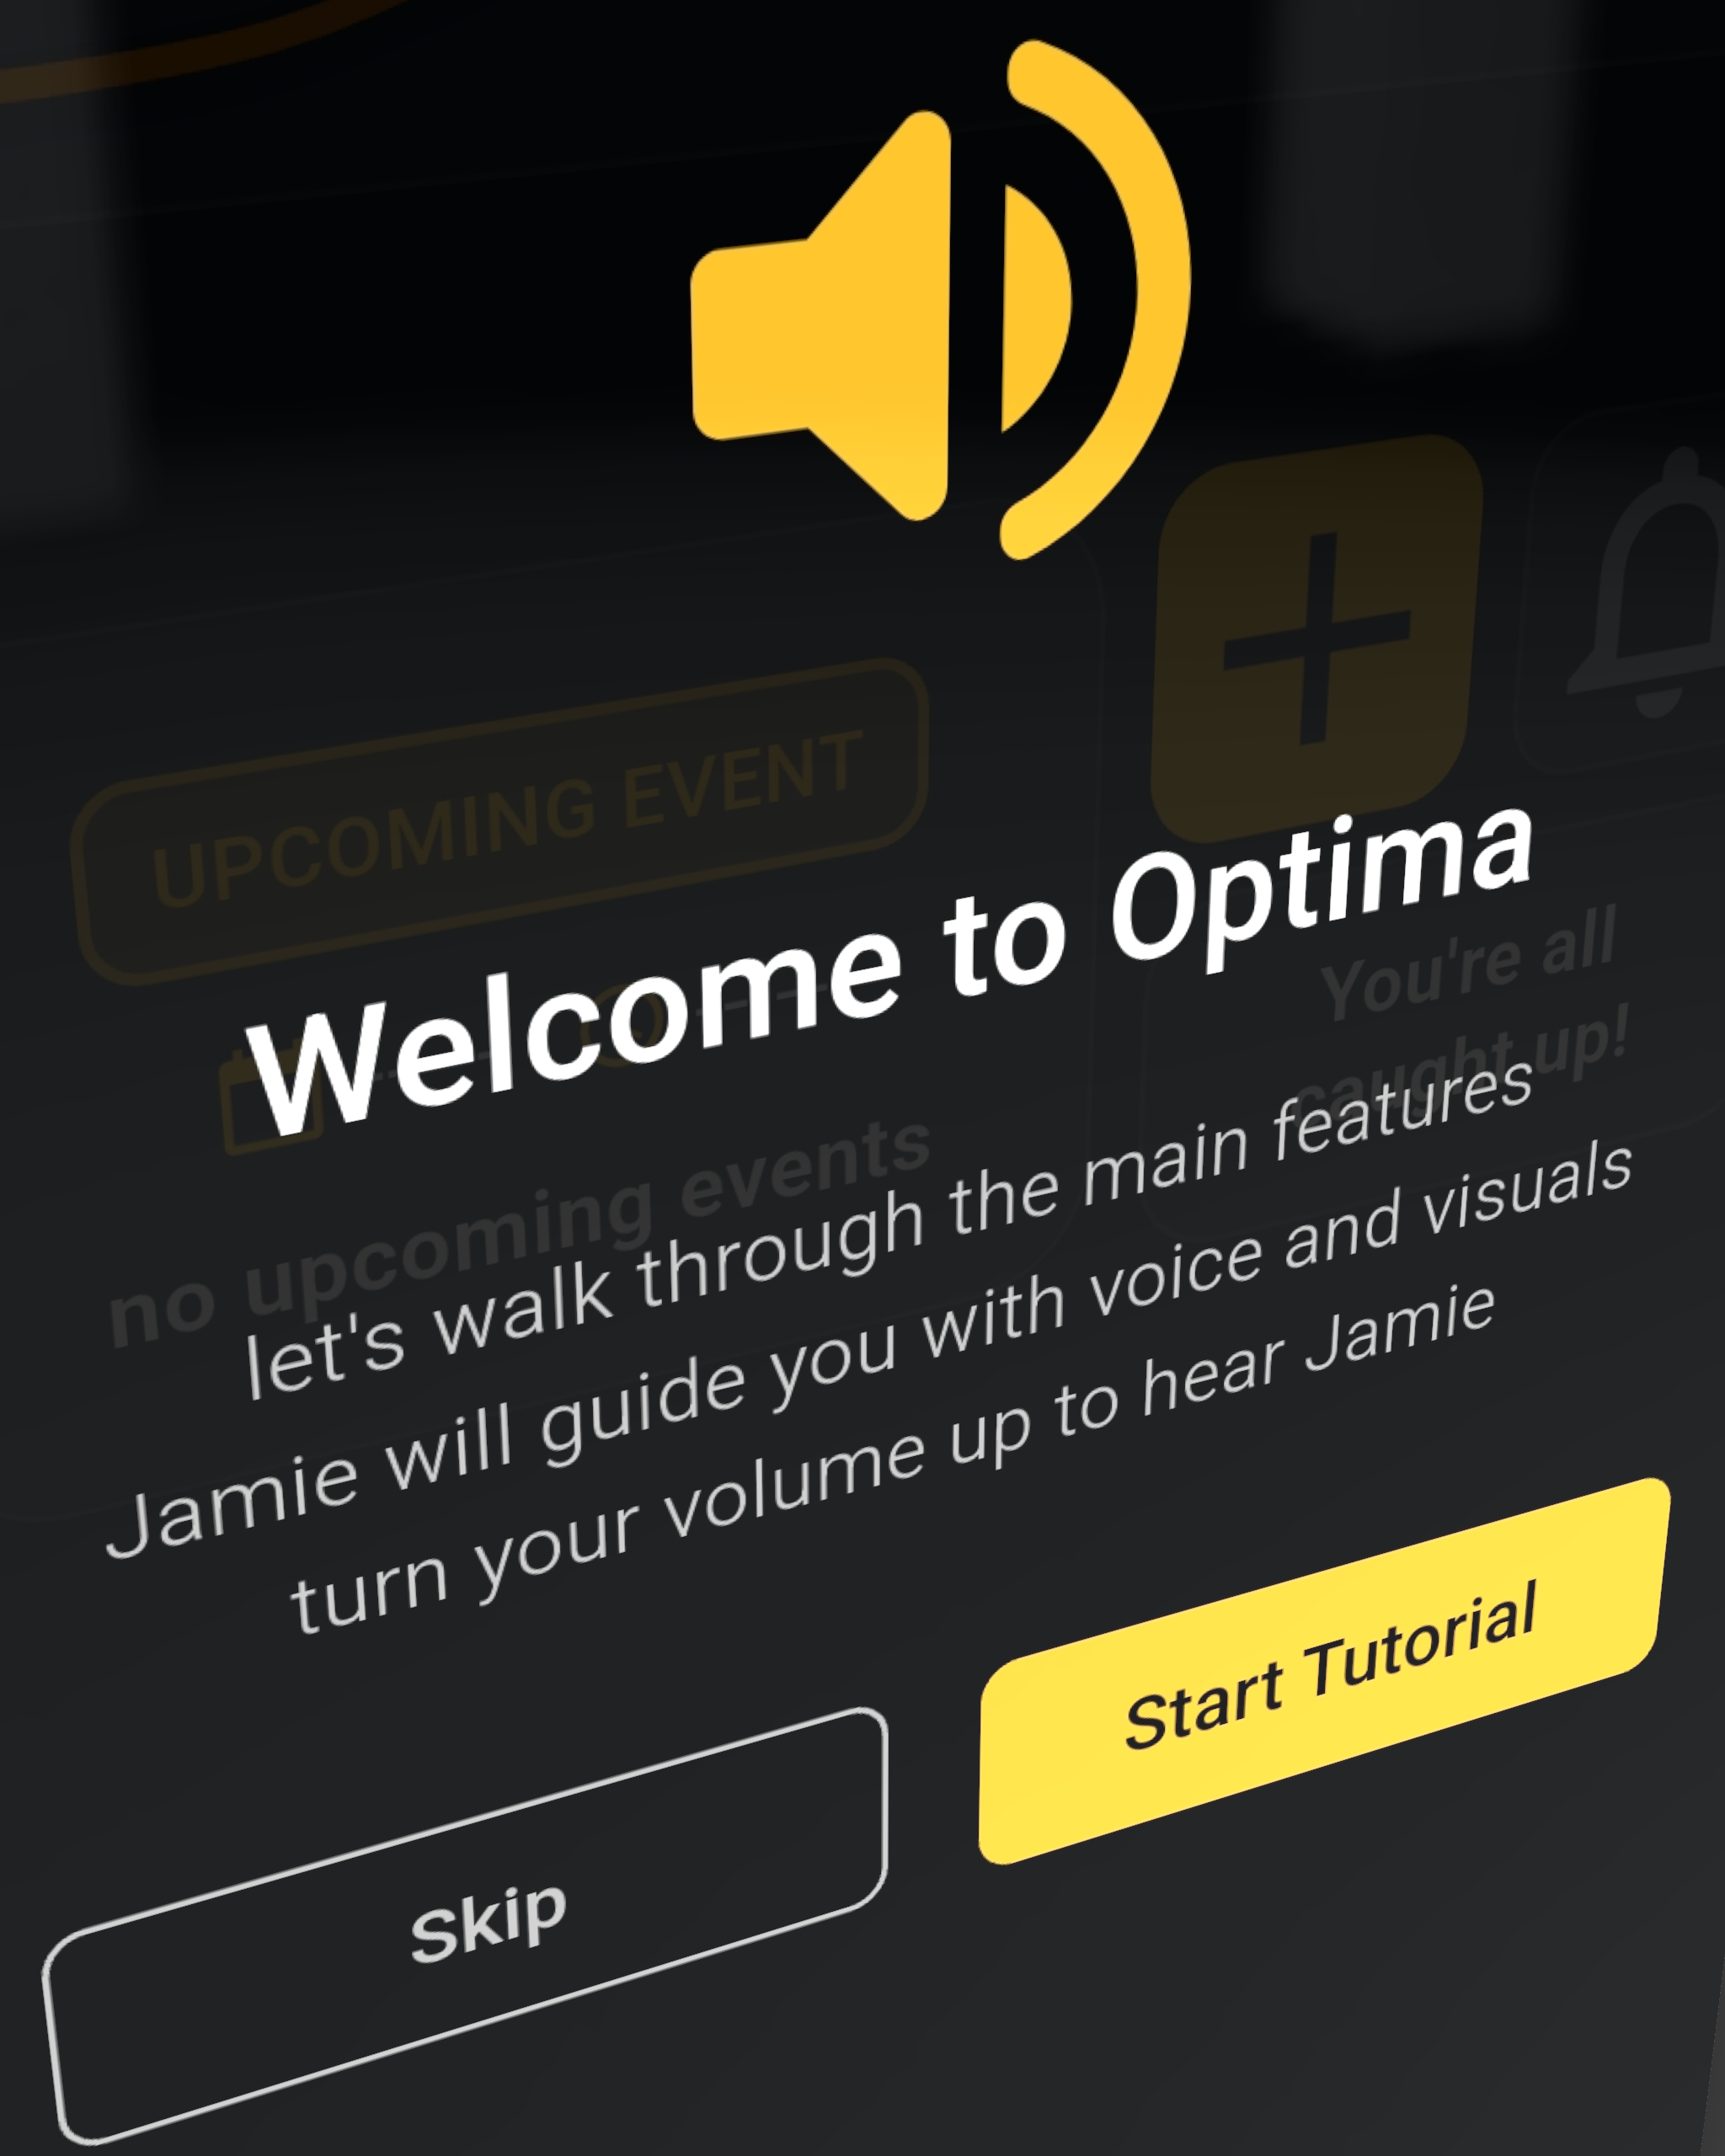 UPCOMING EVENT
Welcome to Optima
You're all
caught up!
no upcoming events
let's walk through the main features
Jamie will guide you with voice and visuals
turn your volume up to hear Jamie
Start Tutorial
Skip